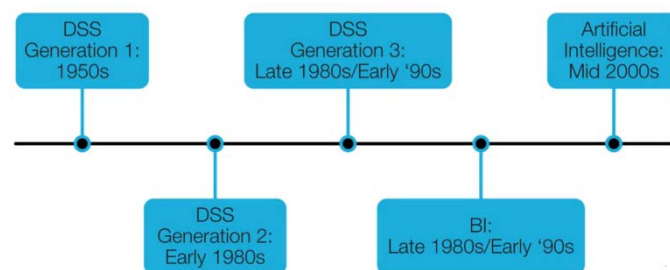 DSS
Generation 1:
1950s
DSS
Generation 2:
Early 1980s
DSS
Generation 3:
Late 1980s/Early ‘90s
BI:
Late 1980s/Early ‘90s
Artificial
Intelligence:
Mid 2000s